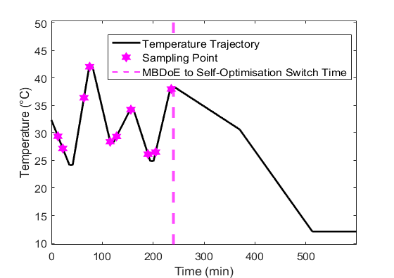 50
45
40
35
30
25
20
15
10
Temperature (°C)
Temperature Trajectory
Sampling Point
MBDoE to Self-Optimisation Switch Time
0 100 200 300 400 500
Time (min)